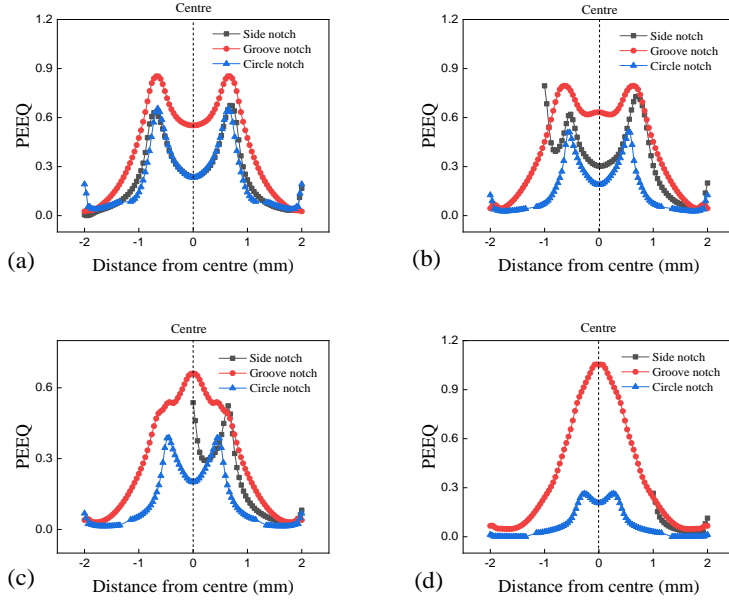 Centre
1.2
0.9
0.6
0.3
0.0
PEEQ
Side notch
Groove notch
Circle notch
-2
-1
0
1
2
(a)
Distance from centre (mm)
Centre
1.2
0.9
0.6
0.3
0.0
PEEQ
Side notch
Groove notch
Circle notch
-2
-1
0
1
2
(b)
Distance from centre (mm)
Centre
0.6
0.3
0.0
PEEQ
Side notch
Groove notch
Circle notch
-2
-1
0
1
2
(c)
Distance from centre (mm)
Centre
1.2
0.9
0.6
0.3
0.0
PEEQ
Side notch
Groove notch
Circle notch
-2
-1
0
1
2
(d)
Distance from centre (mm)